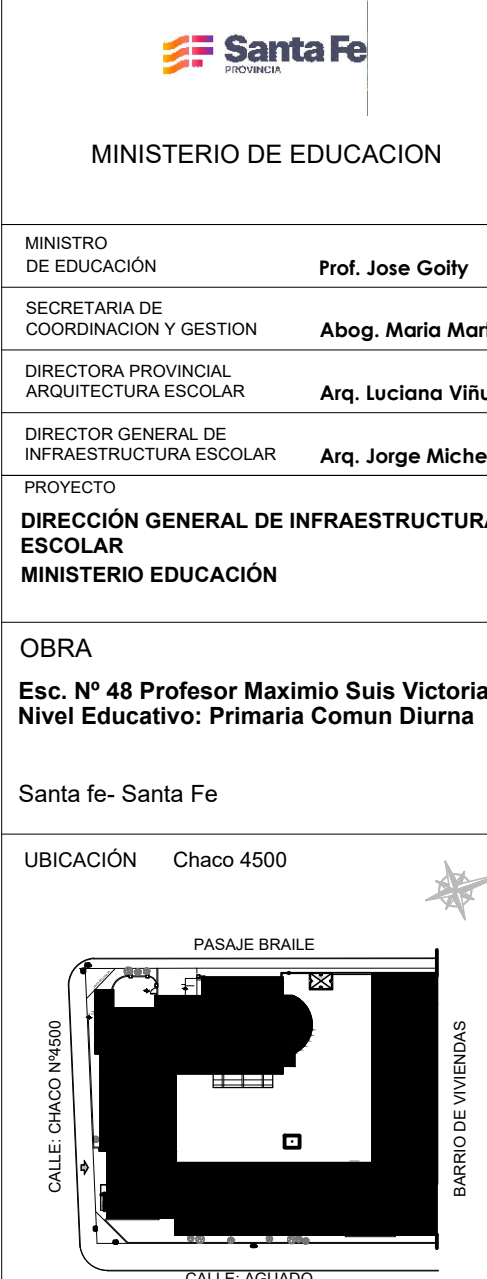 Santa Fe
PROVINCIA
MINISTERIO DE EDUCACION
MINISTRO
DE EDUCACIÓN Prof. Jose Goity
SECRETARIA DE
COORDINACION Y GESTION Abog. Maria Mart
DIRECTORA PROVINCIAL
ARQUITECTURA ESCOLAR Arq. Luciana Viñu
DIRECTOR GENERAL DE
INFRAESTRUCTURA ESCOLAR Arq. Jorge Miche
PROYECTO
DIRECCIÓN GENERAL DE INFRAESTRUCTURA
ESCOLAR
MINISTERIO EDUCACIÓN
OBRA
Esc. Nº 48 Profesor Maximio Suis Victoria
Nivel Educativo: Primaria Comun Diurna
Santa fe- Santa Fe
UBICACIÓN Chaco 4500
PASAJE BRAILE
CALLE: CHACO Nº4500
BARRIO DE VIVIENDAS
CALLE: AGUADO